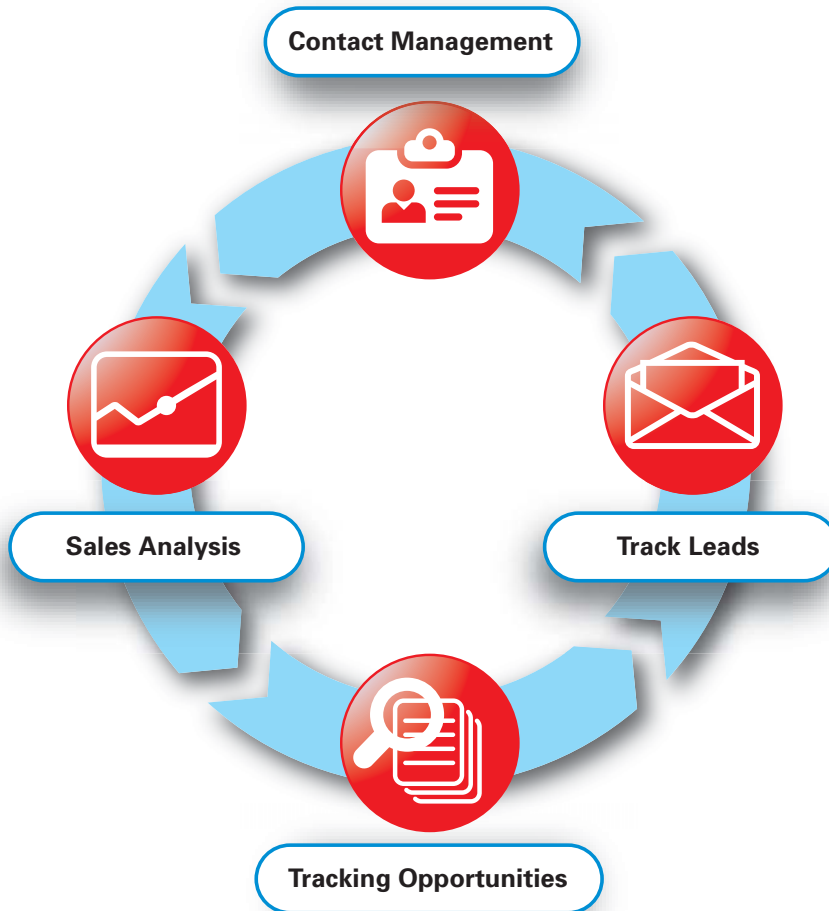 Contact Management
Sales Analysis
Track Leads
Tracking Opportunities